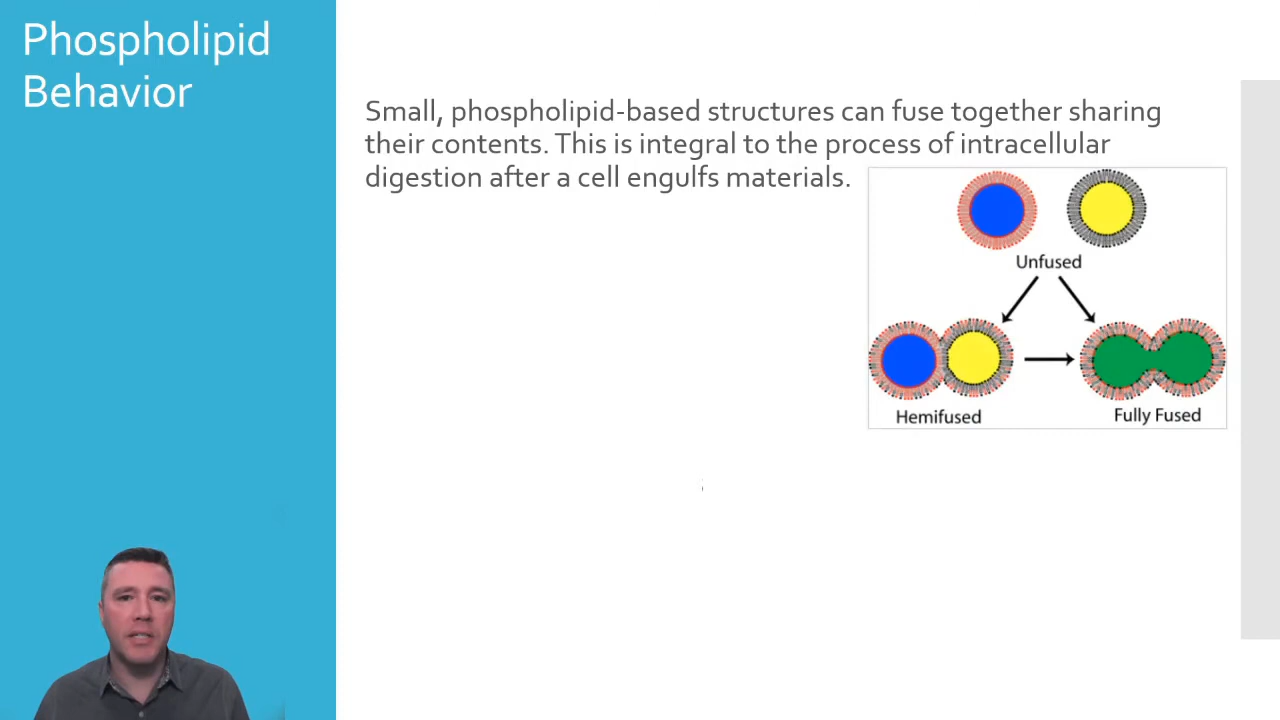 Phospholipid
Behavior
Small, phospholipid-based structures can fuse together sharing
their contents. This is integral to the process of intracellular
digestion after a cell engulfs materials.
Unfused
Hemifused
Fully Fused